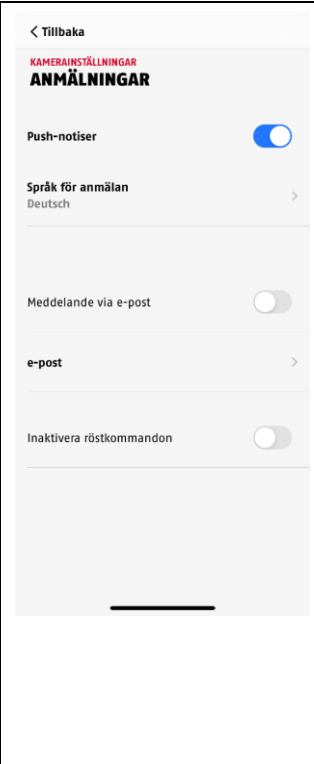 Tillbaka
KAMERAINSTÄLLNINGAR
ANMÄLNINGAR
Push-notiser
Språk för anmälan
Deutsch
Meddelande via e-post
e-post
Inaktivera röstkommandon